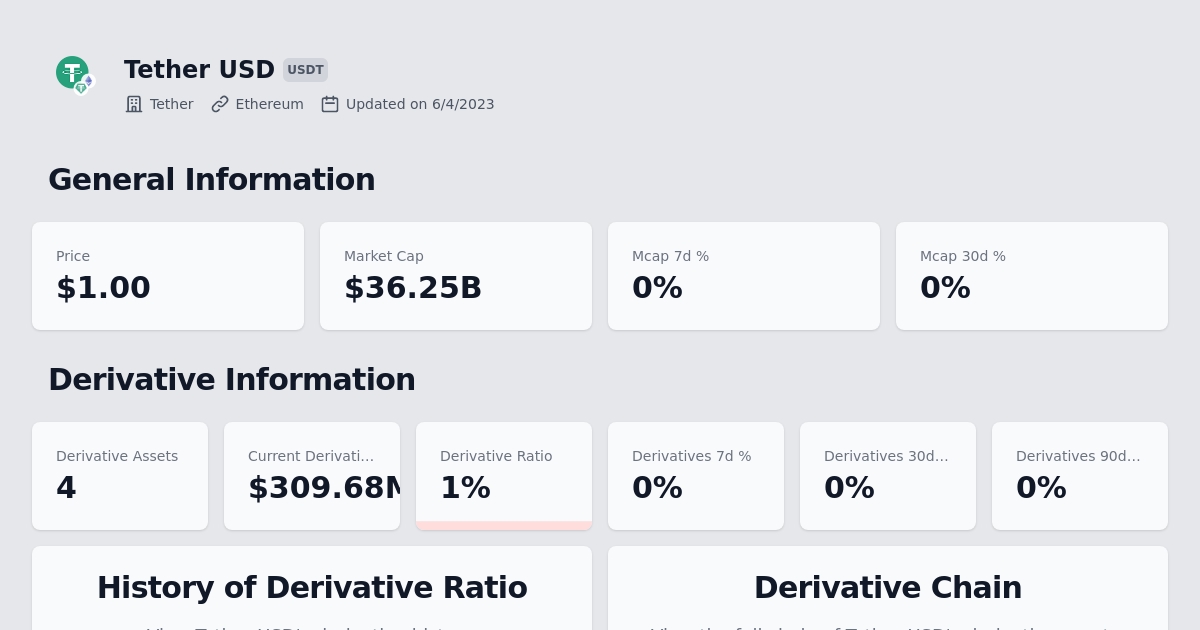 Tether USD USDT
Tether Ethereum Updated on 6/4/2023
General Information
Price
$1.00
Market Cap
$36.25B
Mcap 7d %
0%
Mcap 30d %
0%
Derivative Information
Derivative Assets
4
Current Derivati...
$309.68M
Derivative Ratio
1%
Derivatives 7d %
0%
Derivatives 30d...
0%
Derivatives 90d...
0%
History of Derivative Ratio
Derivative Chain